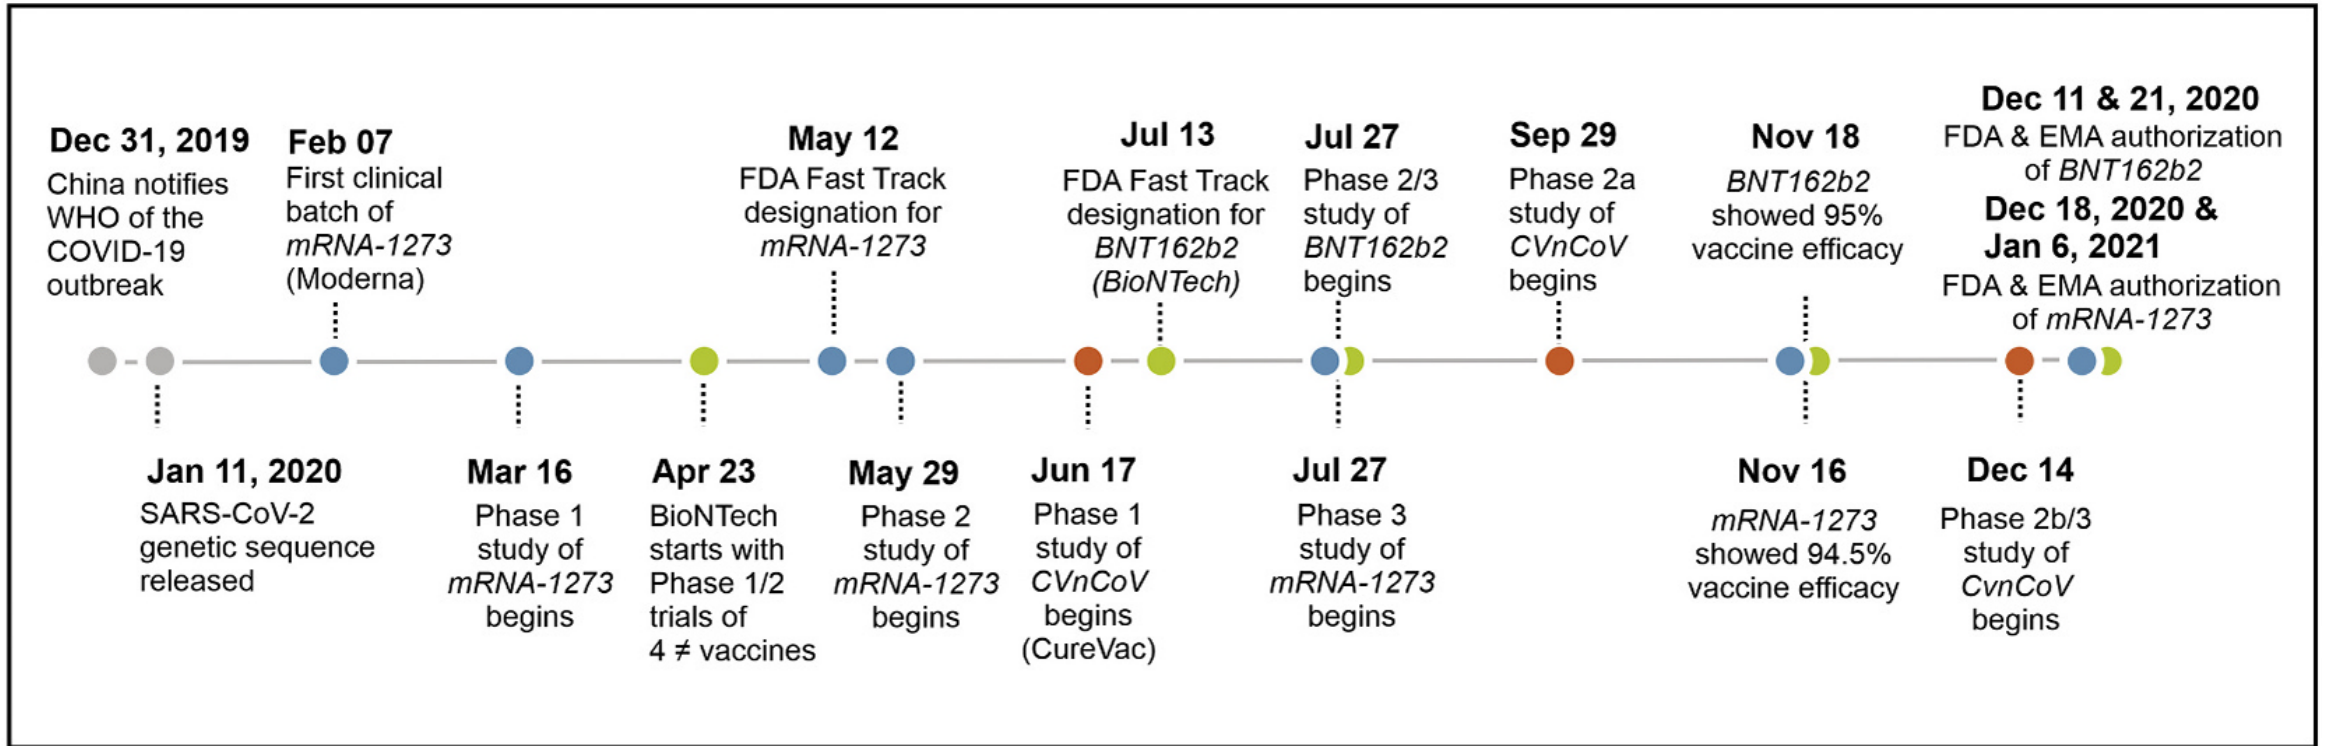 Dec 31, 2019
China notifies
WHO of the
COVID-19
outbreak
Jan 11, 2020
SARS-CoV-2
genetic sequence
released
Feb 07
First clinical
batch of
mRNA-1273
(Moderna)
Mar 16
Phase 1
study of
mRNA-1273
begins
Apr 23
BioNTech
starts with
Phase 1/2
trials of
4 ≠ vaccines
May 12
FDA Fast Track
designation for
mRNA-1273
May 29
Phase 2
study of
mRNA-1273
begins
Jun 17
Phase 1
study of
CVnCoV
begins
(CureVac)
Jul 13
FDA Fast Track
designation for
BNT162b2
(BioNTech)
Jul 27
Phase 2/3
study of
BNT162b2
begins
Jul 27
Phase 3
study of
mRNA-1273
begins
Sep 29
Phase 2a
study of
CVnCoV
begins
Nov 18
BNT162b2
showed 95%
vaccine efficacy
Nov 16
mRNA-1273
showed 94.5%
vaccine efficacy
Dec 14
Phase 2b/3
study of
CvnCoV
begins
Dec 11 & 21, 2020
FDA & EMA authorization
of BNT162b2
Dec 18, 2020 &
Jan 6, 2021
FDA & EMA authorization
of mRNA-1273